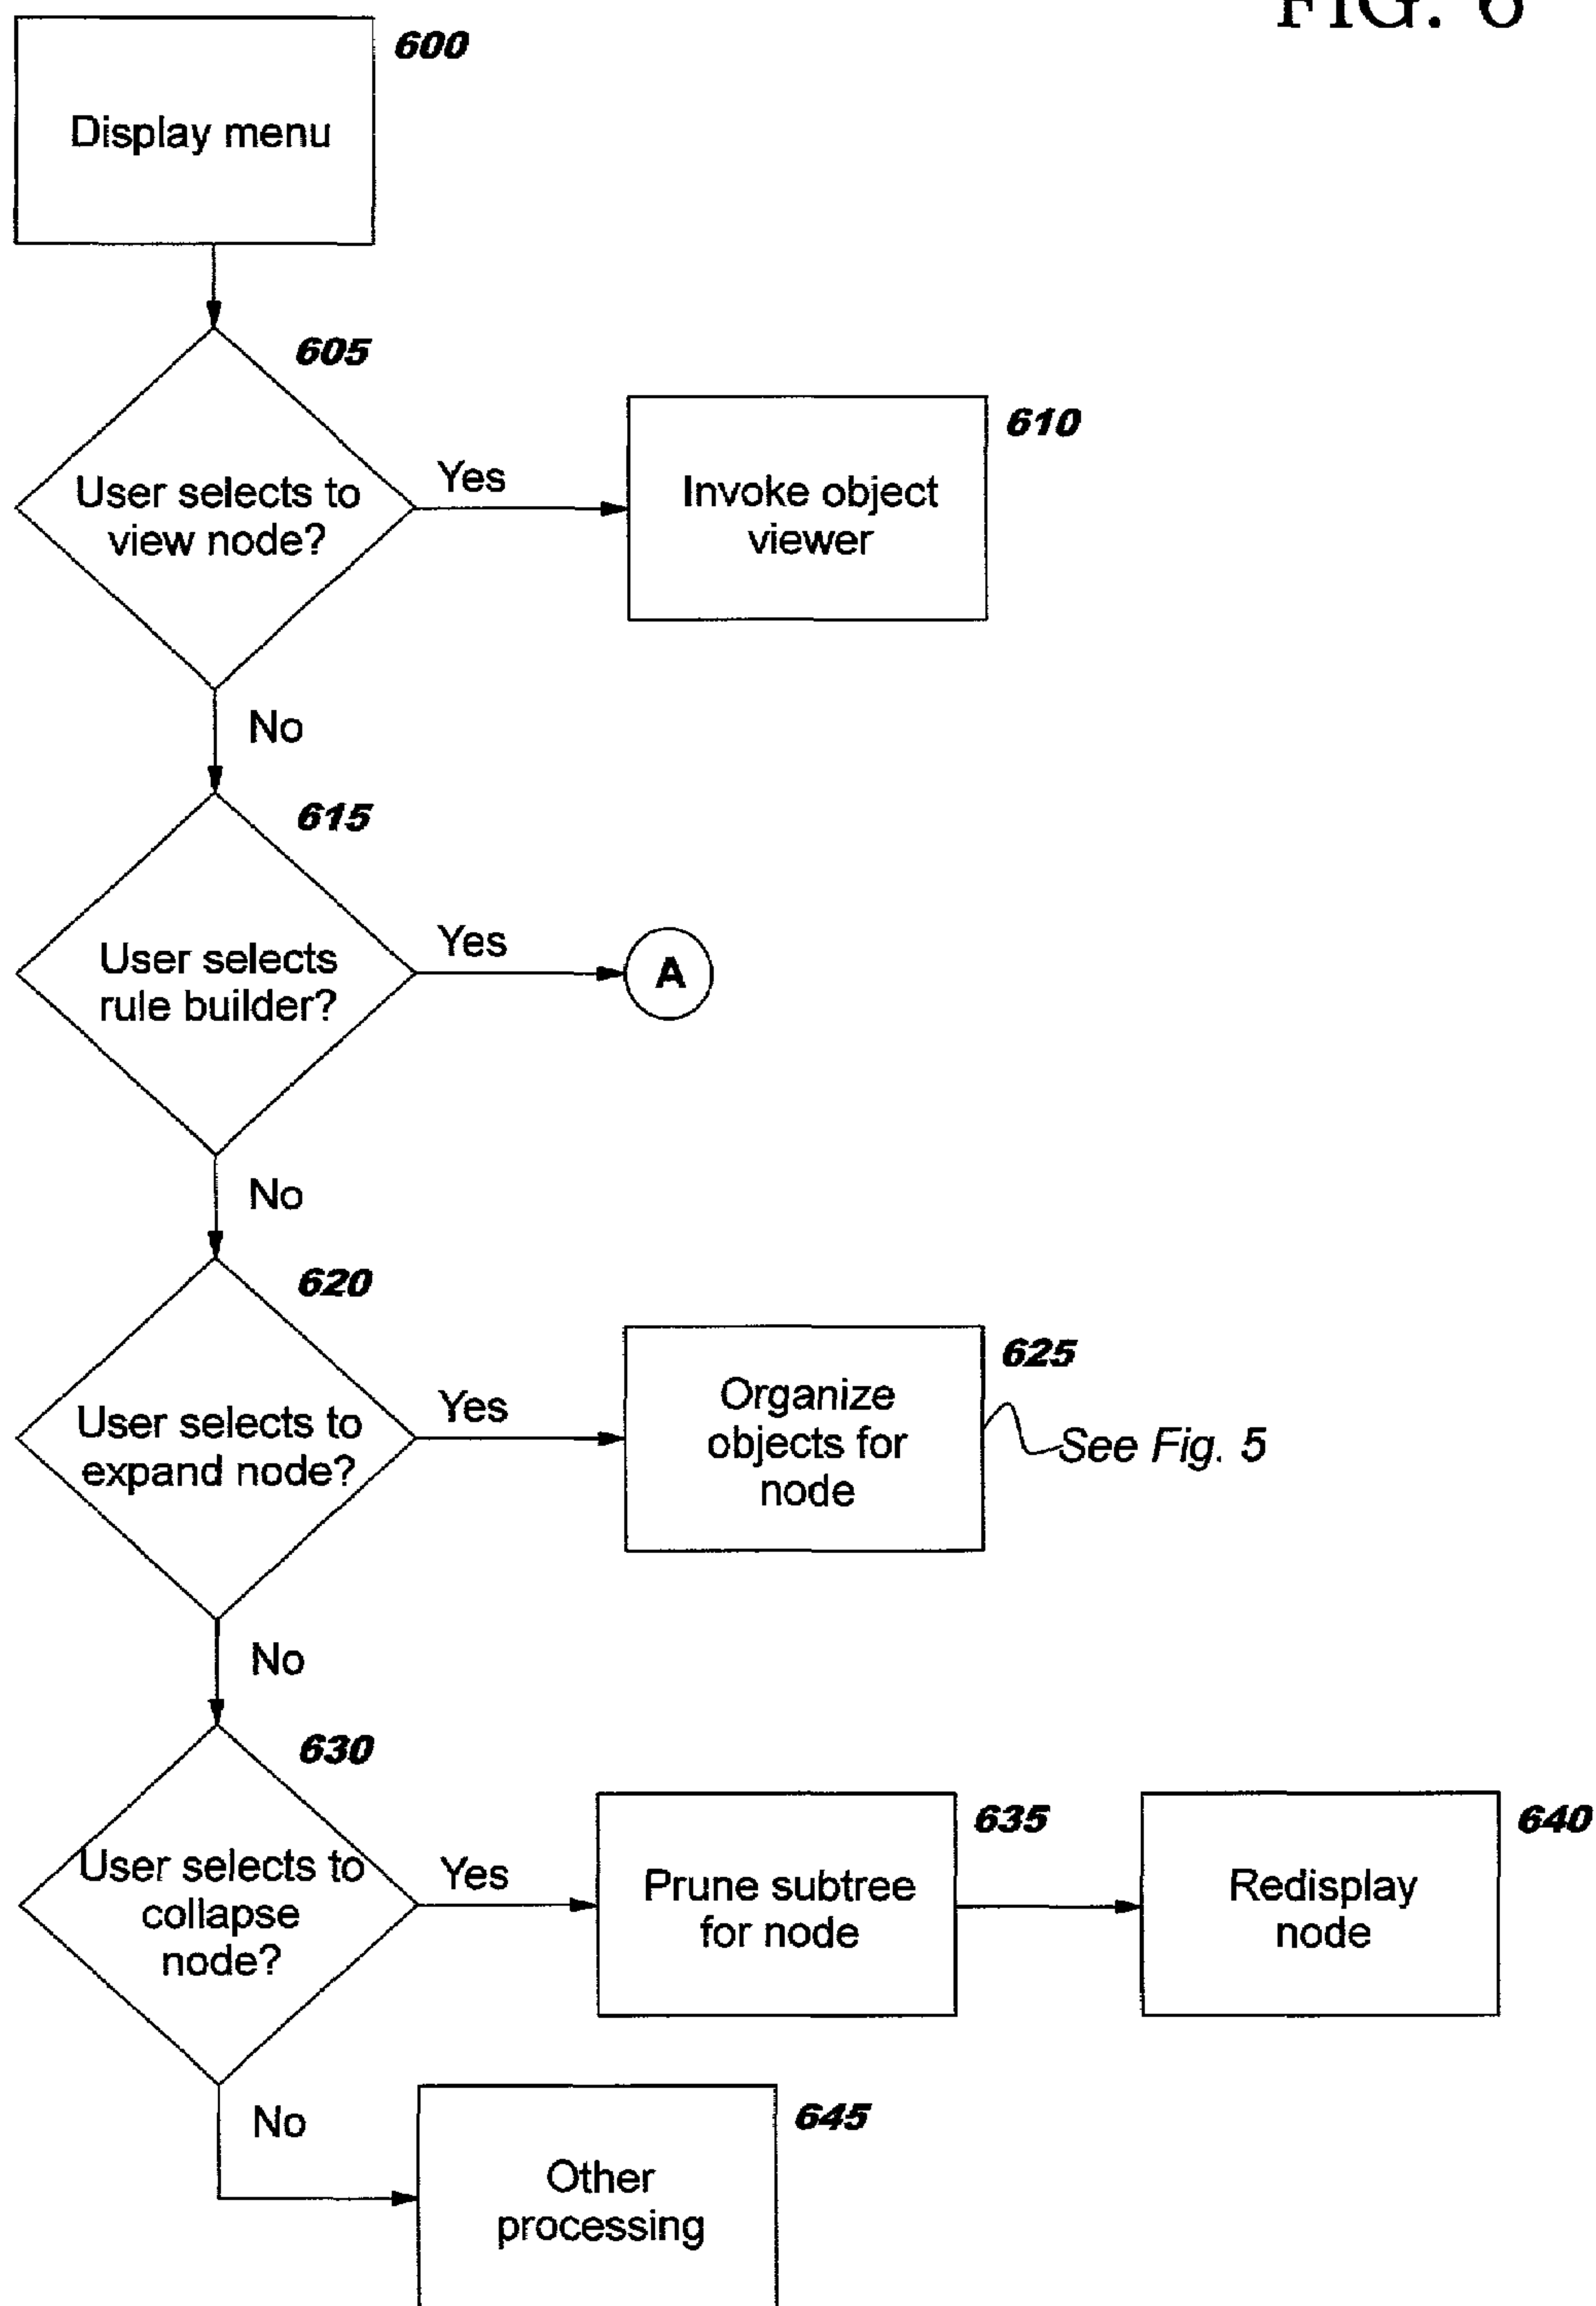 FIG. 6
600
Display menu
605
User selects to
view node?
Yes
610
Invoke object
viewer
No
615
User selects
rule builder?
Yes
A
No
620
User selects to
expand node?
Yes
625
Organize
objects for
node
See Fig. 5
No
630
User selects to
collapse
node?
Yes
635
Prune subtree
for node
640
Redisplay
node
No
645
Other
processing